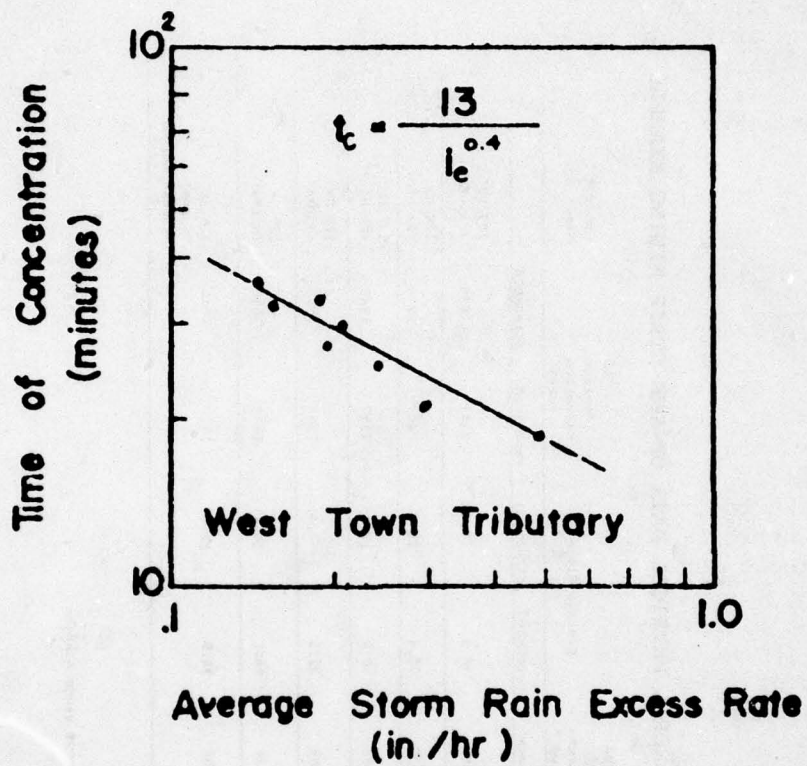 Time of Concentration
(minutes)
10²
t_c = 13 / i_e^0.4
West Town Tributary
10
.1
1.0
Average Storm Rain Excess Rate
(in/hr)